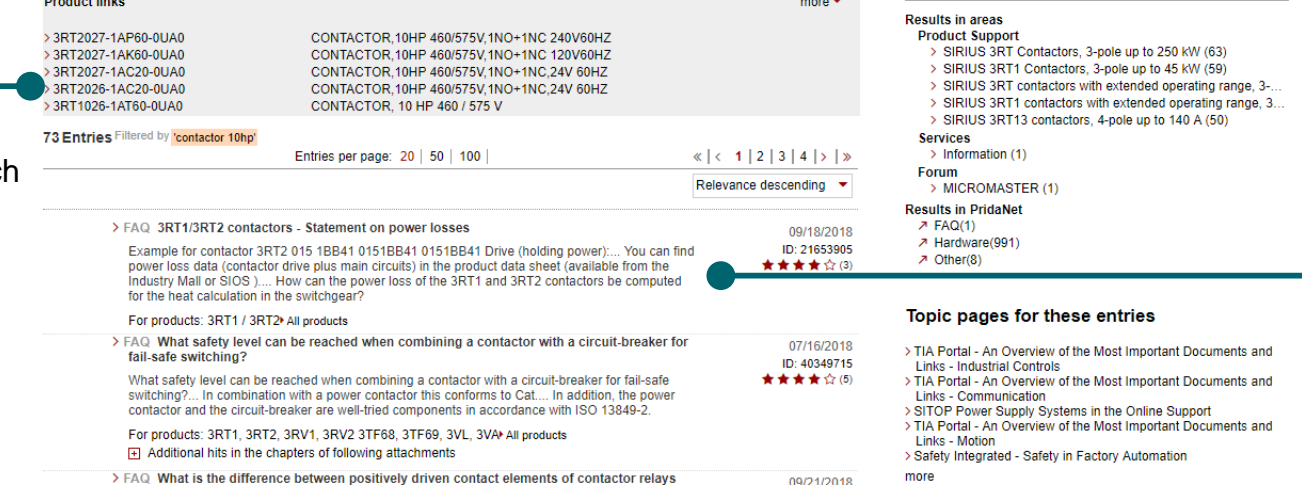 Product links
more
3RT2027-1AP60-0UA0 CONTACTOR,10HP 460/575V,1NO+1NC 240V60HZ
3RT2027-1AK60-0UA0 CONTACTOR,10HP 460/575V,1NO+1NC 120V60HZ
3RT2027-1AC20-0UA0 CONTACTOR,10HP 460/575V,1NO+1NC,24V 60HZ
3RT2026-1AC20-0UA0 CONTACTOR,10HP 460/575V,1NO+1NC,24V 60HZ
3RT1026-1AT60-0UA0 CONTACTOR, 10 HP 460 / 575 V
73 Entries Filtered by 'contactor 10hp'
Entries per page: 20 | 50 | 100 |
« | < 1 | 2 | 3 | 4 | > | »
ch
Relevance descending
> FAQ 3RT1/3RT2 contactors - Statement on power losses
09/18/2018
Example for contactor 3RT2 015 1BB41 0151BB41 0151BB41 Drive (holding power):... You can find
ID: 21653905
power loss data (contactor drive plus main circuits) in the product data sheet (available from the
★★★★☆ (3)
Industry Mall or SIOS ).... How can the power loss of the 3RT1 and 3RT2 contactors be computed
for the heat calculation in the switchgear?
For products: 3RT1 / 3RT2 All products
> FAQ What safety level can be reached when combining a contactor with a circuit-breaker for
fail-safe switching?
07/16/2018
ID: 40349715
★★★★☆ (5)
What safety level can be reached when combining a contactor with a circuit-breaker for fail-safe
switching?... In combination with a power contactor this conforms to Cat.... In addition, the power
contactor and the circuit-breaker are well-tried components in accordance with ISO 13849-2.
For products: 3RT1, 3RT2, 3RV1, 3RV2 3TF68, 3TF69, 3VL, 3VA All products
Additional hits in the chapters of following attachments
> FAQ What is the difference between positively driven contact elements of contactor relays
09/21/2018
Results in areas
Product Support
> SIRIUS 3RT Contactors, 3-pole up to 250 kW (63)
> SIRIUS 3RT1 Contactors, 3-pole up to 45 kW (59)
> SIRIUS 3RT contactors with extended operating range, 3-...
> SIRIUS 3RT1 contactors with extended operating range, 3...
> SIRIUS 3RT13 contactors, 4-pole up to 140 A (50)
Services
> Information (1)
Forum
> MICROMASTER (1)
Results in PridaNet
FAQ(1)
Hardware(991)
Other(8)
Topic pages for these entries
> TIA Portal - An Overview of the Most Important Documents and
Links - Industrial Controls
> TIA Portal - An Overview of the Most Important Documents and
Links - Communication
> SITOP Power Supply Systems in the Online Support
> TIA Portal - An Overview of the Most Important Documents and
Links - Motion
> Safety Integrated - Safety in Factory Automation
more